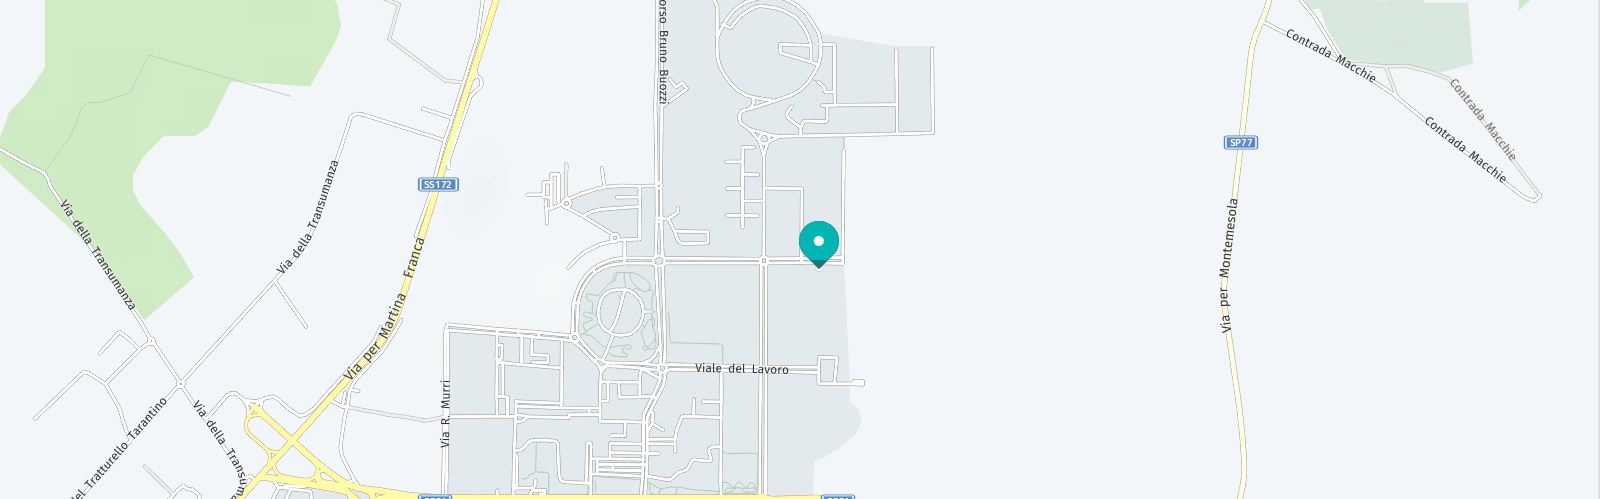 orso Bruno Buozzi
Contrada Macchie
Contrada Macchie
Contrada Macchie
SP77
SS172
Via della Transumanza
Via della Transumanza
Via per Martina Franca
Via per Montemesola
Viale del Lavoro
Via R. Murri
del Tratturello Tarantino
Via della Transu